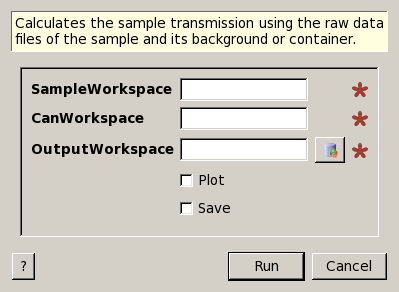 Calculates the sample transmission using the raw data
files of the sample and its background or container.
SampleWorkspace
CanWorkspace
OutputWorkspace
Plot
Save
? Run Cancel